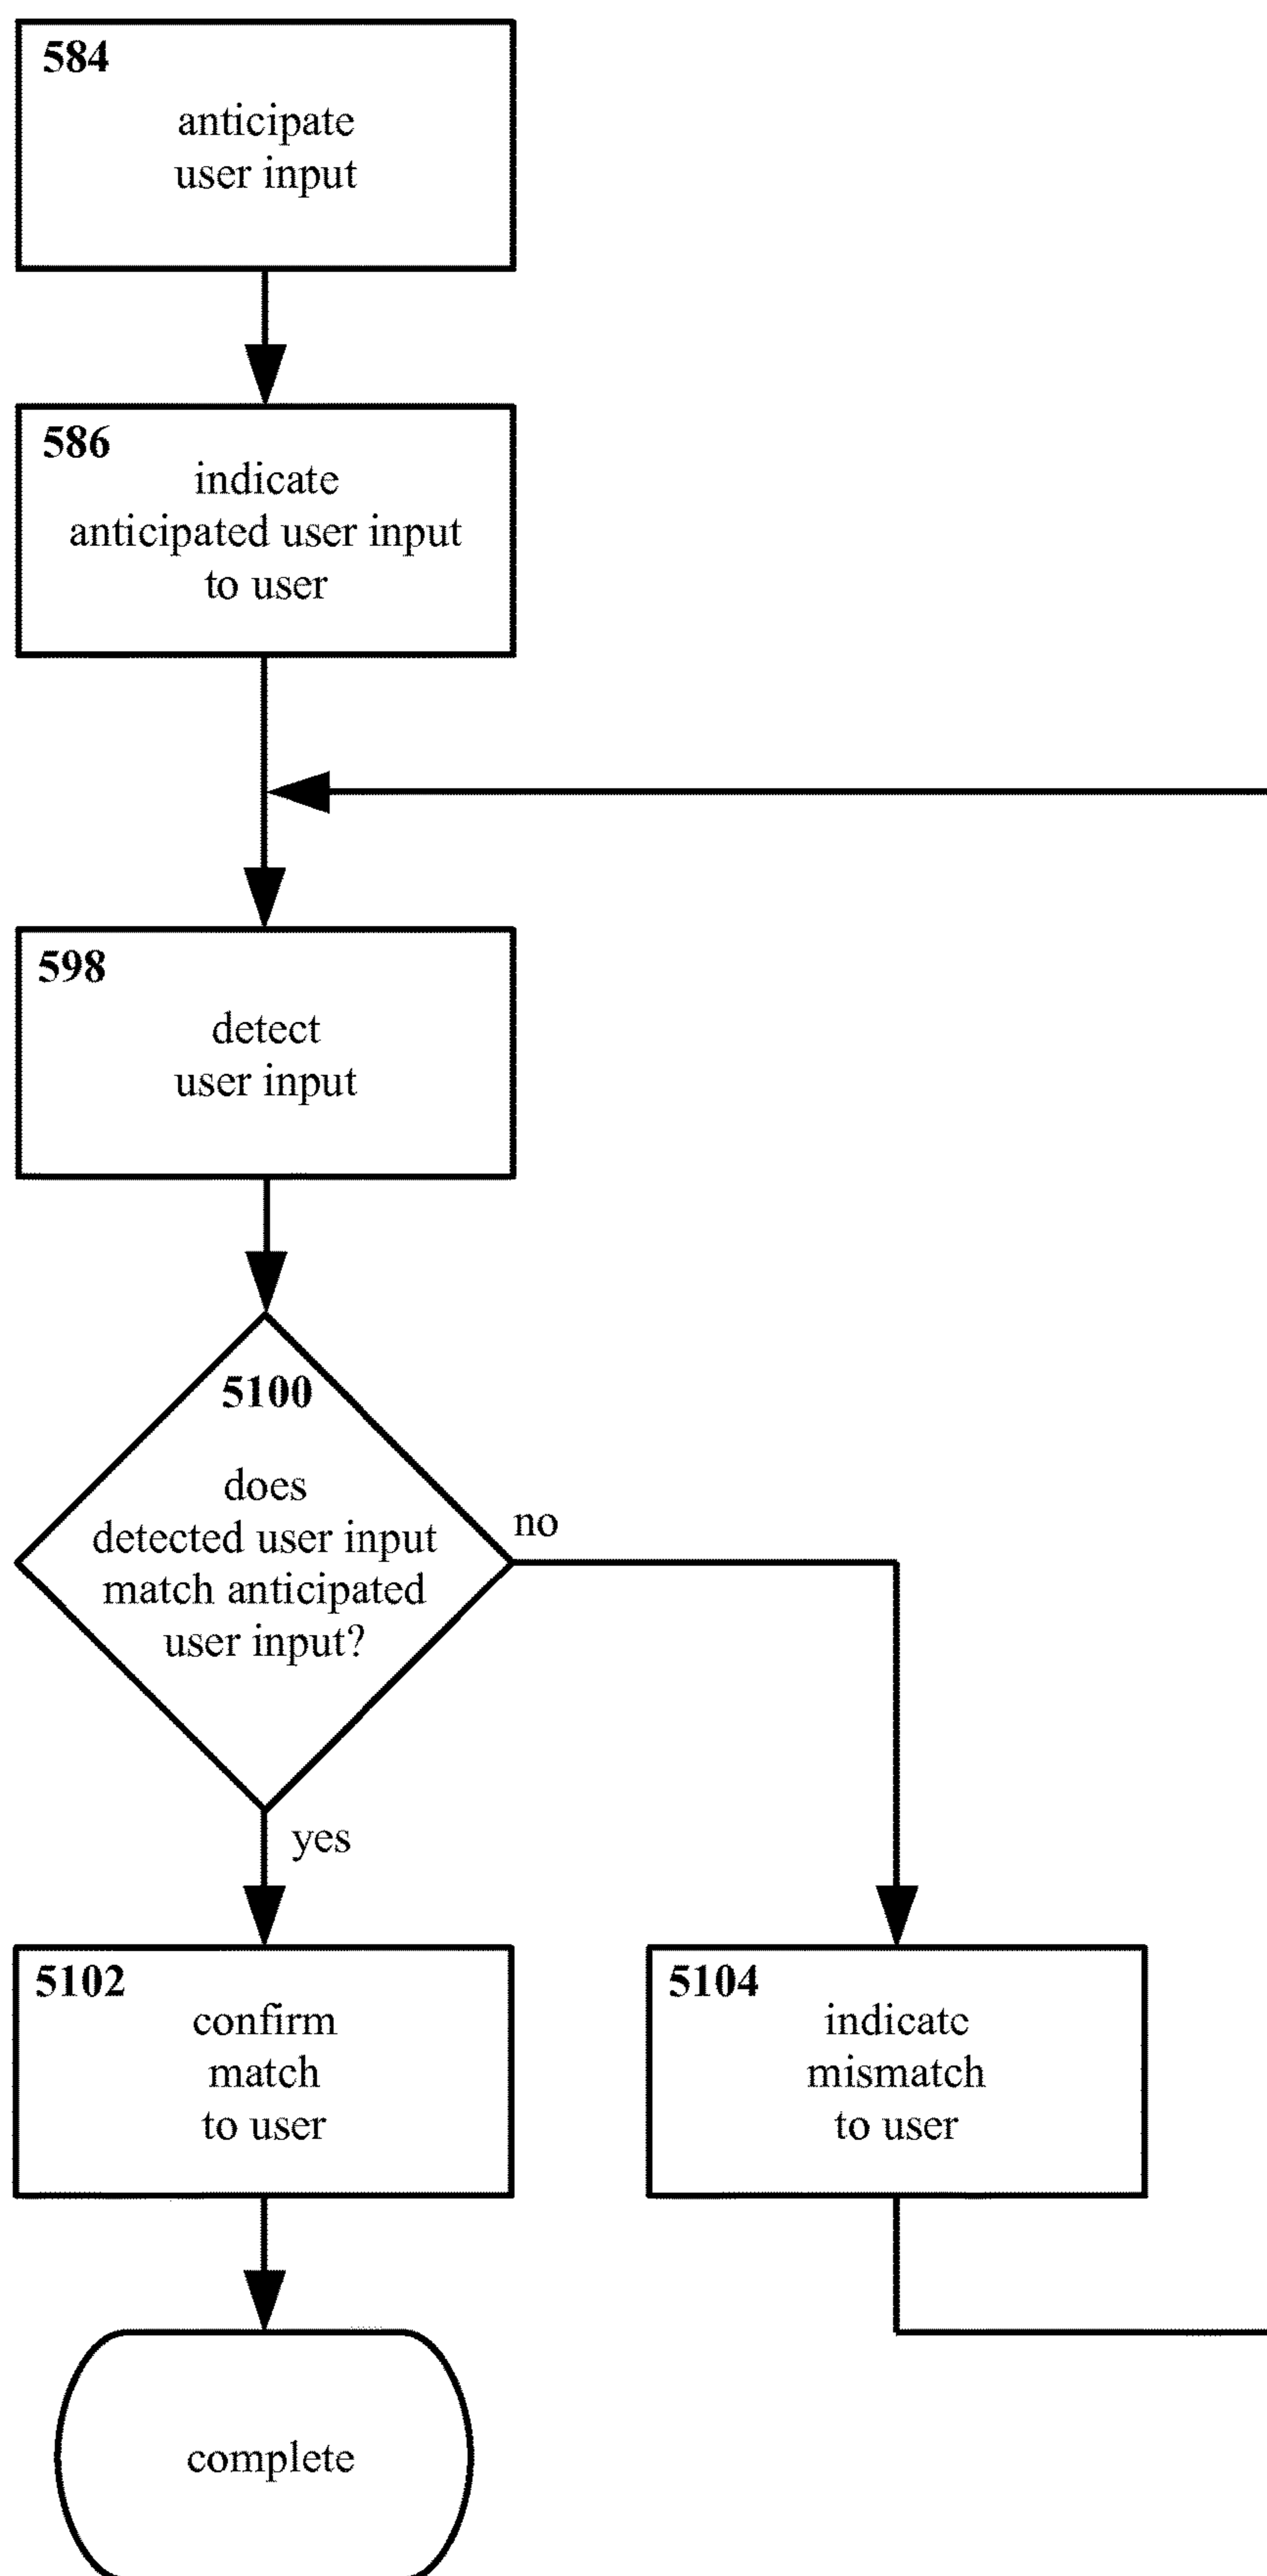 584
anticipate
user input
586
indicate
anticipated user input
to user
598
detect
user input
5100
does
detected user input
match anticipated
user input?
no
yes
5102
confirm
match
to user
5104
indicate
mismatch
to user
complete